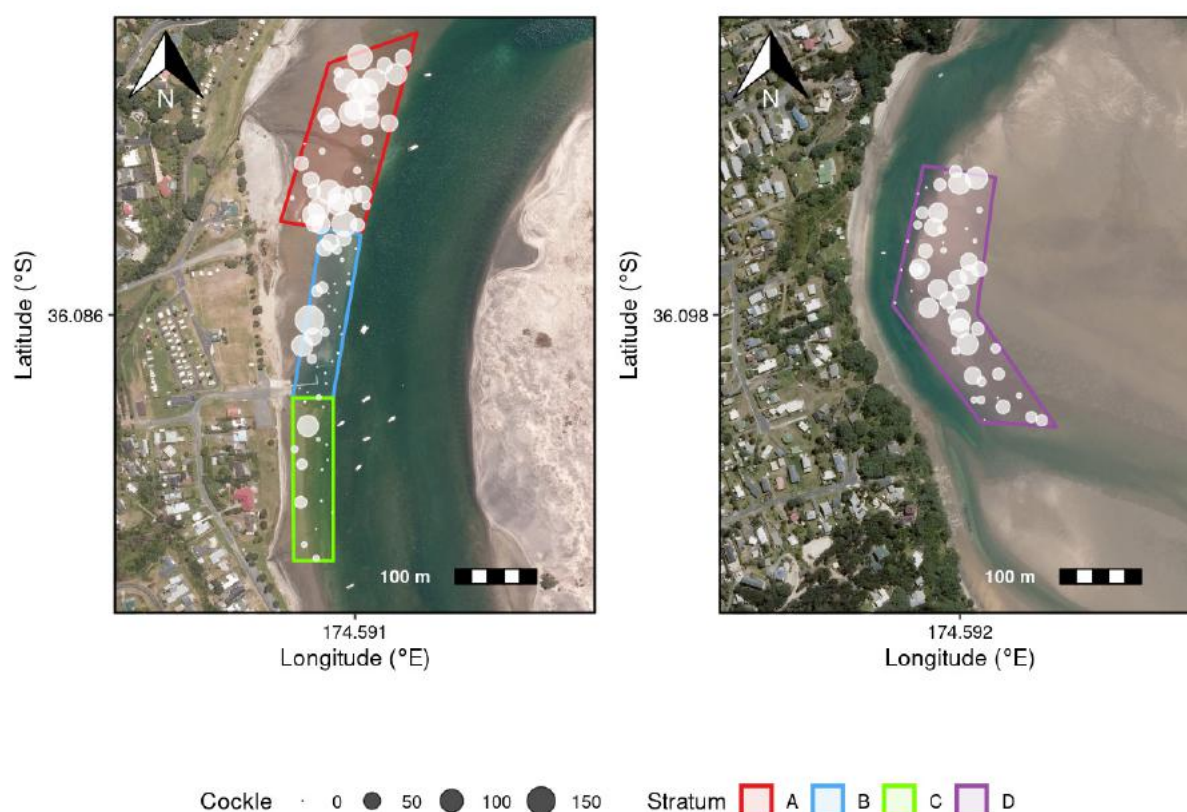 N
N
Latitude (°S)
36.086
Latitude (°S)
36.098
100 m
100 m
174.591
174.592
Longitude (°E)
Longitude (°E)
Cockle 0 50 100 150 Stratum A B C D